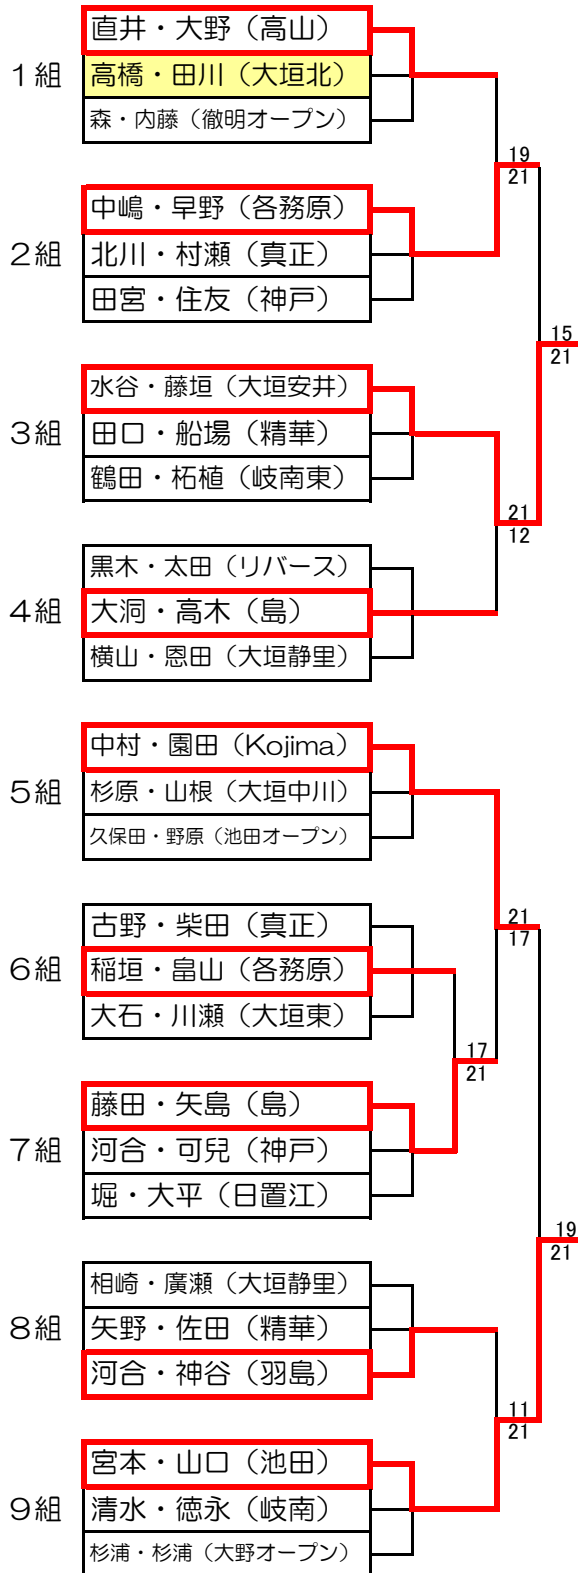 直井・大野（高山）
1組
高橋・田川（大垣北）
森・内藤（徹明オープン）
19
21
中嶋・早野（各務原）
2組
北川・村瀬（真正）
田宮・住友（神戸）
15
21
水谷・藤垣（大垣安井）
3組
田口・船場（精華）
鶴田・柘植（岐南東）
21
12
黒木・太田（リバース）
4組
大洞・高木（島）
横山・恩田（大垣静里）
中村・園田（Kojima）
5組
杉原・山根（大垣中川）
久保田・野原（池田オープン）
21
17
古野・柴田（真正）
6組
稲垣・畠山（各務原）
大石・川瀬（大垣東）
17
21
藤田・矢島（島）
7組
河合・可兒（神戸）
堀・大平（日置江）
19
21
相崎・廣瀬（大垣静里）
8組
矢野・佐田（精華）
河合・神谷（羽島）
11
21
宮本・山口（池田）
9組
清水・徳永（岐南）
杉浦・杉浦（大野オープン）